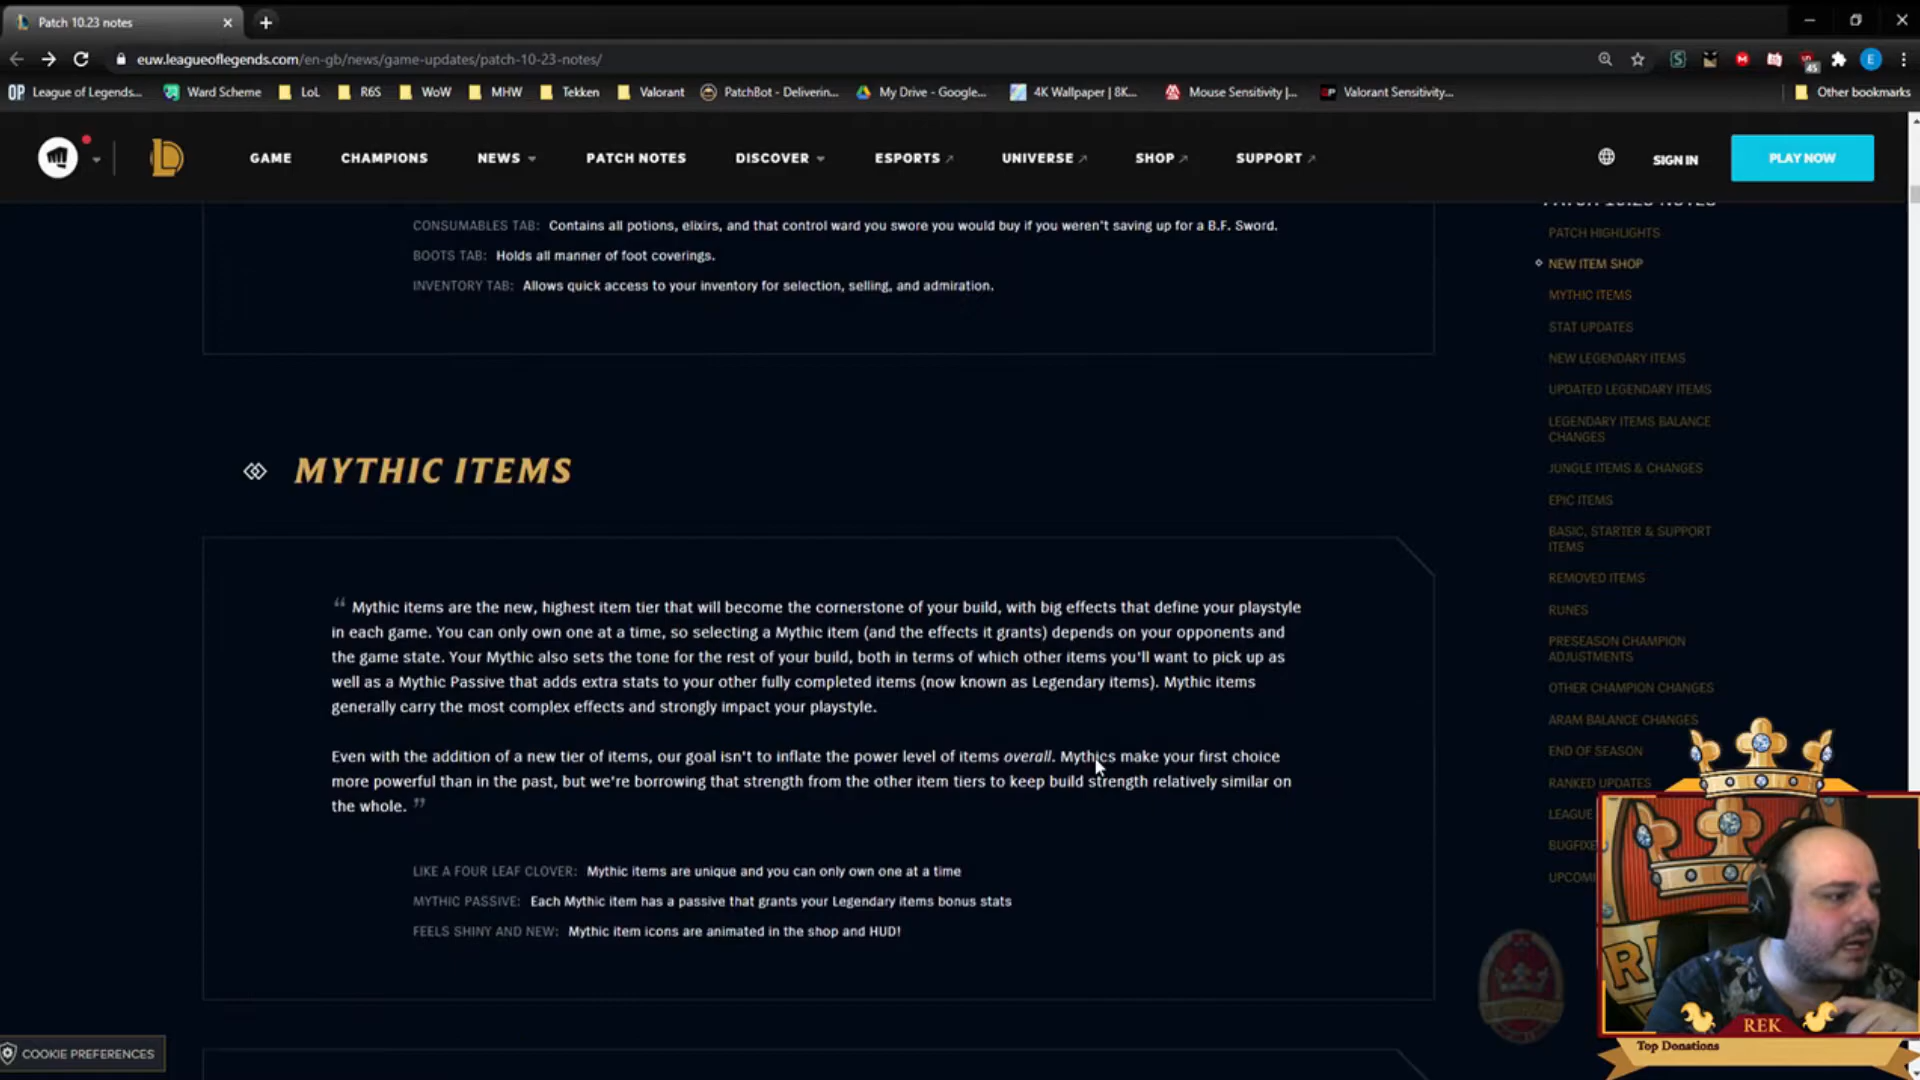 Patch 10.23 notes
euw.leagueoflegends.com/en-gb/news/game-updates/patch-10-23-notes/
45
E
OP League of Legends...
Ward Scheme
LoL
R6S
WoW
MHW
Tekken
Valorant
PatchBot - Deliverin...
My Drive - Google...
4K Wallpaper | 8K...
Mouse Sensitivity |...
Valorant Sensitivity...
Other bookmarks
GAME
CHAMPIONS
NEWS
PATCH NOTES
DISCOVER
ESPORTS
UNIVERSE
SHOP
SUPPORT
SIGN IN
PLAY NOW
CONSUMABLES TAB: Contains all potions, elixirs, and that control ward you swore you would buy if you weren't saving up for a B.F. Sword.
BOOTS TAB: Holds all manner of foot coverings.
INVENTORY TAB: Allows quick access to your inventory for selection, selling, and admiration.
MYTHIC ITEMS
“ Mythic items are the new, highest item tier that will become the cornerstone of your build, with big effects that define your playstyle
in each game. You can only own one at a time, so selecting a Mythic item (and the effects it grants) depends on your opponents and
the game state. Your Mythic also sets the tone for the rest of your build, both in terms of which other items you'll want to pick up as
well as a Mythic Passive that adds extra stats to your other fully completed items (now known as Legendary items). Mythic items
generally carry the most complex effects and strongly impact your playstyle.
Even with the addition of a new tier of items, our goal isn't to inflate the power level of items overall. Mythics make your first choice
more powerful than in the past, but we're borrowing that strength from the other item tiers to keep build strength relatively similar on
the whole. ”
LIKE A FOUR LEAF CLOVER: Mythic items are unique and you can only own one at a time
MYTHIC PASSIVE: Each Mythic item has a passive that grants your Legendary items bonus stats
FEELS SHINY AND NEW: Mythic item icons are animated in the shop and HUD!
PATCH 10.23 NOTES
PATCH HIGHLIGHTS
NEW ITEM SHOP
MYTHIC ITEMS
STAT UPDATES
NEW LEGENDARY ITEMS
UPDATED LEGENDARY ITEMS
LEGENDARY ITEMS BALANCE
CHANGES
JUNGLE ITEMS & CHANGES
EPIC ITEMS
BASIC, STARTER & SUPPORT
ITEMS
REMOVED ITEMS
RUNES
PRESEASON CHAMPION
ADJUSTMENTS
OTHER CHAMPION CHANGES
ARAM BALANCE CHANGES
END OF SEASON
RANKED UPDATES
LEAGUE
BUGFIXE
UPCOMI
COOKIE PREFERENCES
REK
Top Donations